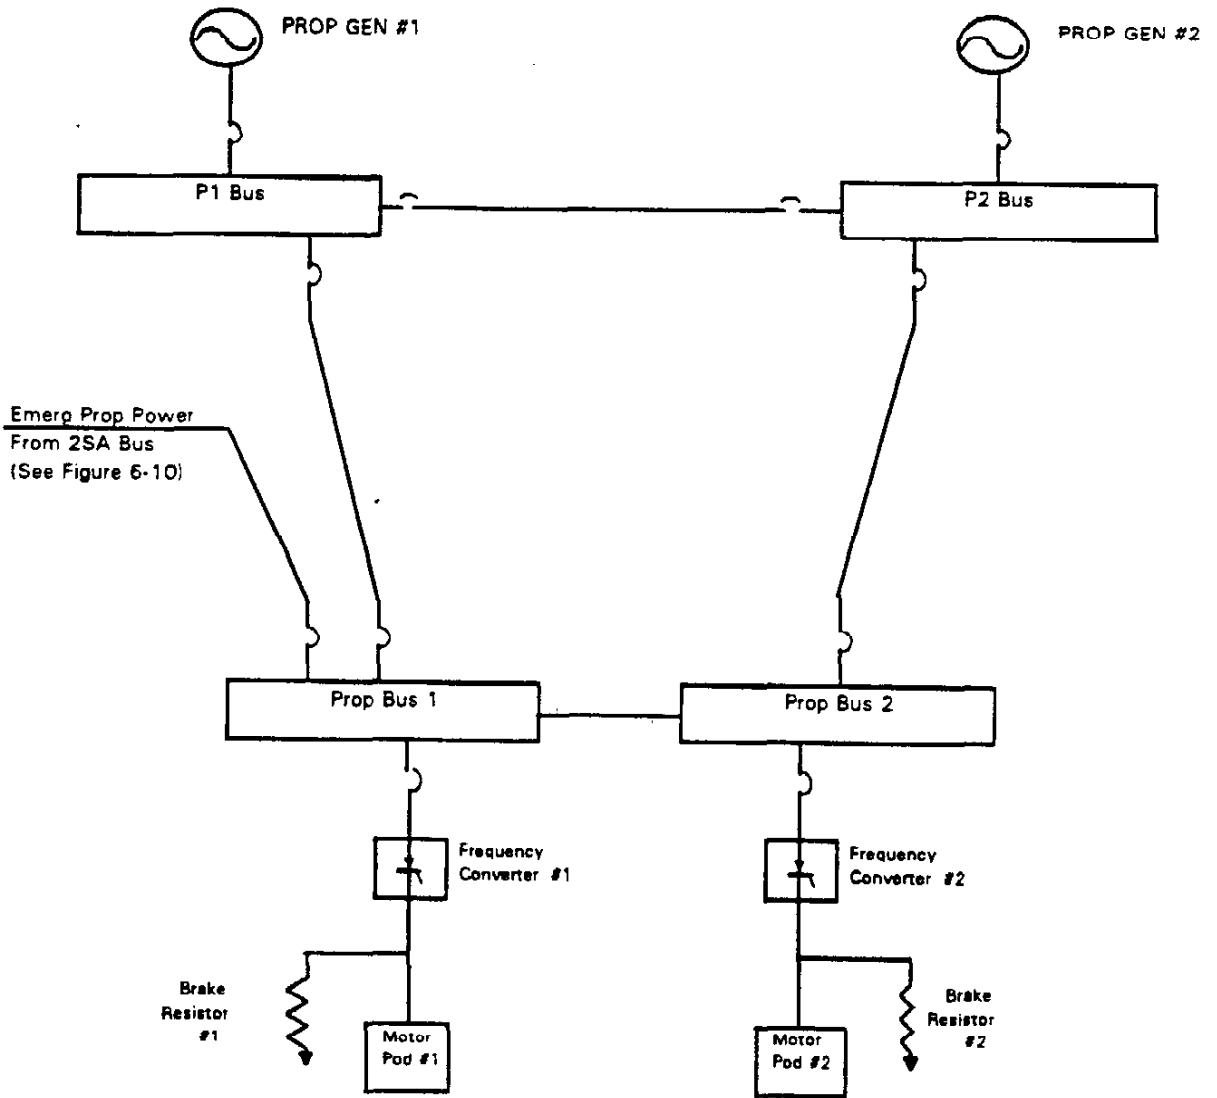 PROP GEN #1
PROP GEN #2
P1 Bus
P2 Bus
Emerg Prop Power
From 2SA Bus
(See Figure 6-10)
Prop Bus 1
Prop Bus 2
Frequency
Converter #1
Frequency
Converter #2
Brake
Resistor
#1
Motor
Pod #1
Motor
Pod #2
Brake
Resistor
#2